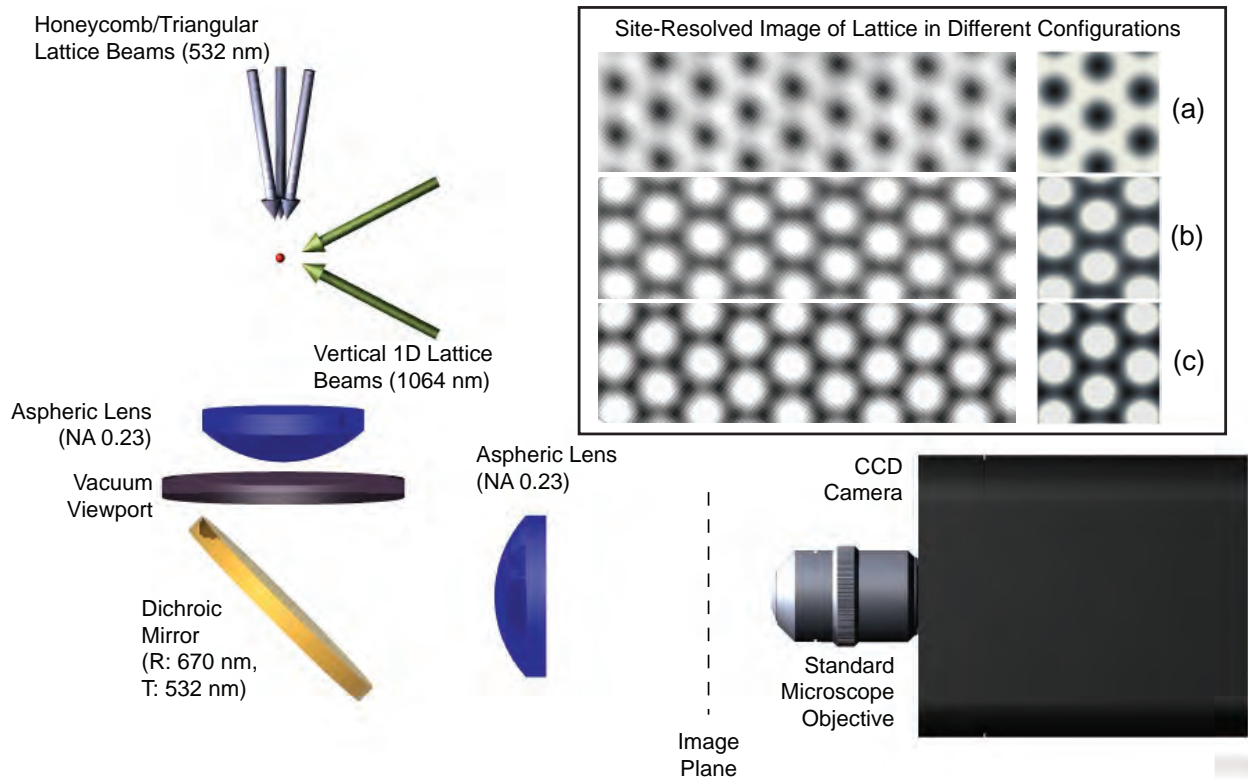 Honeycomb/Triangular
Lattice Beams (532 nm)
Site-Resolved Image of Lattice in Different Configurations
(a)
(b)
(c)
Vertical 1D Lattice
Beams (1064 nm)
Aspheric Lens
(NA 0.23)
Vacuum
Viewport
Aspheric Lens
(NA 0.23)
CCD
Camera
Dichroic
Mirror
(R: 670 nm,
T: 532 nm)
Standard
Microscope
Objective
Image
Plane